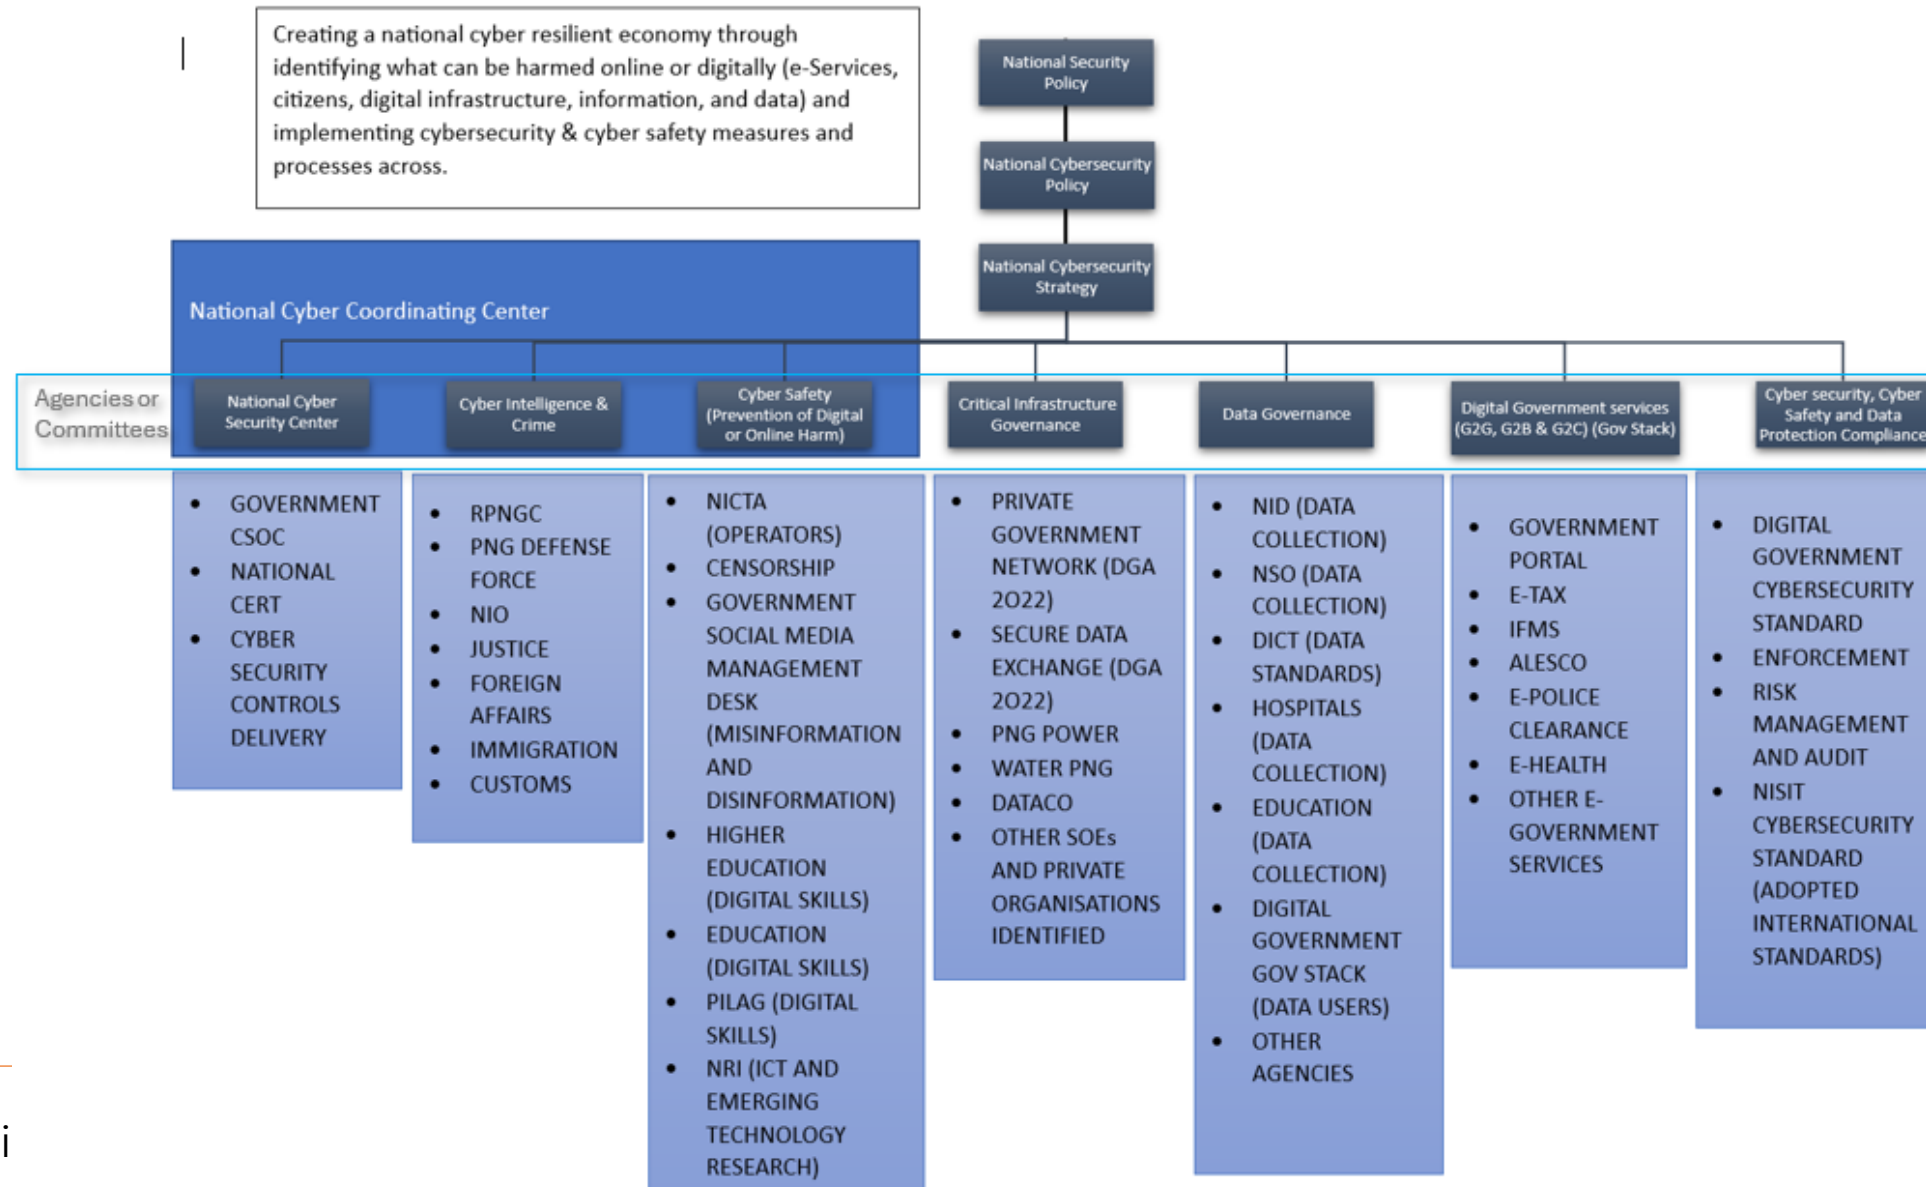 Creating a national cyber resilient economy through
identifying what can be harmed online or digitally (e-Services,
citizens, digital infrastructure, information, and data) and
implementing cybersecurity & cyber safety measures and
processes across.
National Security
Policy
National Cybersecurity
Policy
National Cybersecurity
Strategy
National Cyber Coordinating Center
Agencies or
Committees
National Cyber
Security Center
Cyber Intelligence &
Crime
Cyber Safety
(Prevention of Digital
or Online Harm)
Critical Infrastructure
Governance
Data Governance
Digital Government services
(G2G, G2B & G2C) (Gov Stack)
Cyber security, Cyber
Safety and Data
Protection Compliance
• GOVERNMENT
CSOC
• NATIONAL
CERT
• CYBER
SECURITY
CONTROLS
DELIVERY
• RPNGC
• PNG DEFENSE
FORCE
• NIO
• JUSTICE
• FOREIGN
AFFAIRS
• IMMIGRATION
• CUSTOMS
• NICTA
(OPERATORS)
• CENSORSHIP
• GOVERNMENT
SOCIAL MEDIA
MANAGEMENT
DESK
(MISINFORMATION
AND
DISINFORMATION)
• HIGHER
EDUCATION
(DIGITAL SKILLS)
• EDUCATION
(DIGITAL SKILLS)
• PILAG (DIGITAL
SKILLS)
• NRI (ICT AND
EMERGING
TECHNOLOGY
RESEARCH)
• PRIVATE
GOVERNMENT
NETWORK (DGA
2O22)
• SECURE DATA
EXCHANGE (DGA
2O22)
• PNG POWER
• WATER PNG
• DATACO
• OTHER SOEs
AND PRIVATE
ORGANISATIONS
IDENTIFIED
• NID (DATA
COLLECTION)
• NSO (DATA
COLLECTION)
• DICT (DATA
STANDARDS)
• HOSPITALS
(DATA
COLLECTION)
• EDUCATION
(DATA
COLLECTION)
• DIGITAL
GOVERNMENT
GOV STACK
(DATA USERS)
• OTHER
AGENCIES
• GOVERNMENT
PORTAL
• E-TAX
• IFMS
• ALESCO
• E-POLICE
CLEARANCE
• E-HEALTH
• OTHER E-
GOVERNMENT
SERVICES
• DIGITAL
GOVERNMENT
CYBERSECURITY
STANDARD
• ENFORCEMENT
• RISK
MANAGEMENT
AND AUDIT
• NISIT
CYBERSECURITY
STANDARD
(ADOPTED
INTERNATIONAL
STANDARDS)
i